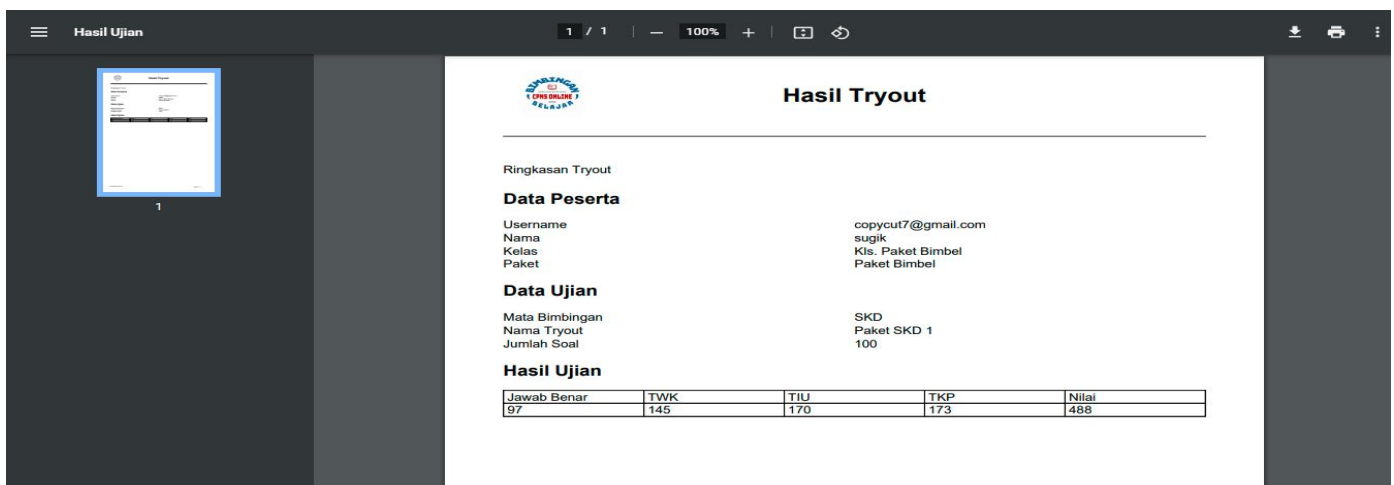 Hasil Ujian
1 / 1 | — 100% + |
1
BIMBINGAN
CPNS ONLINE
BELAJAR
Hasil Tryout
Ringkasan Tryout
Data Peserta
Username copycut7@gmail.com
Nama sugik
Kelas Kls. Paket Bimbel
Paket Paket Bimbel
Data Ujian
Mata Bimbingan SKD
Nama Tryout Paket SKD 1
Jumlah Soal 100
Hasil Ujian
Jawab Benar TWK TIU TKP Nilai
97 145 170 173 488